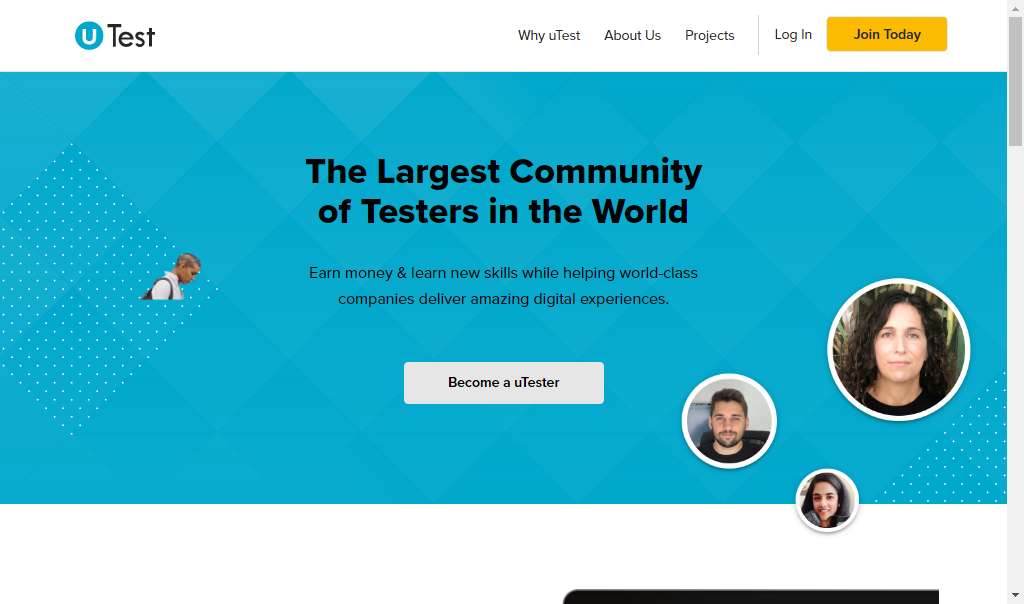 uTest
Why uTest
About Us
Projects
Log In
Join Today
The Largest Community
of Testers in the World
Earn money & learn new skills while helping world-class
companies deliver amazing digital experiences.
Become a uTester